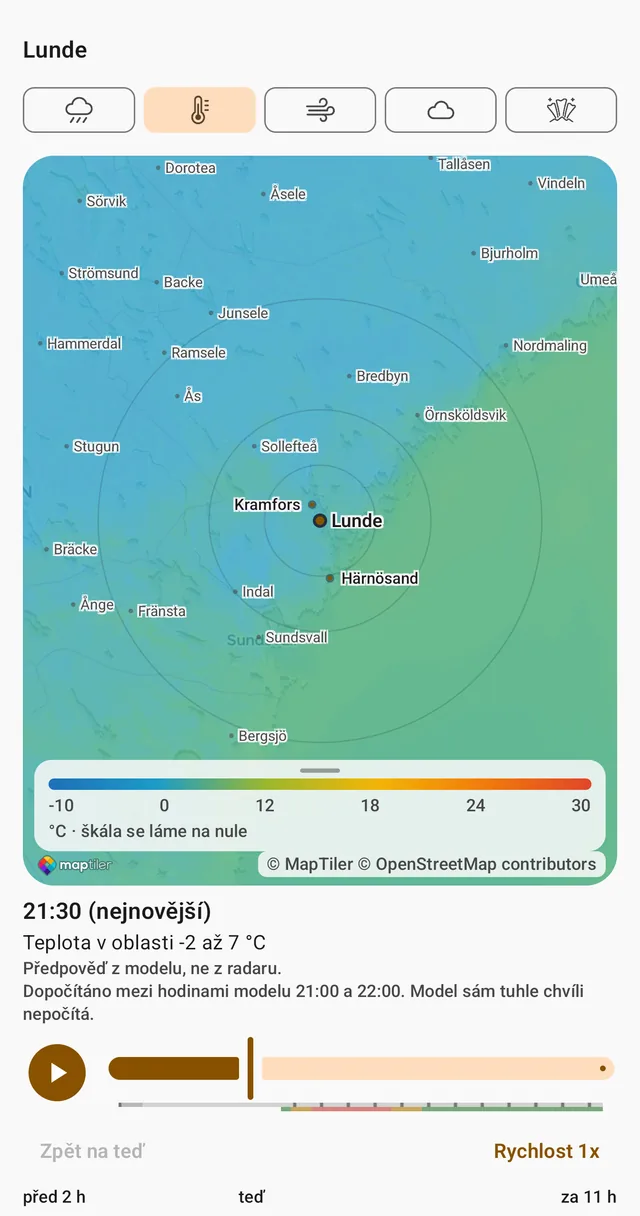 Lunde
Dorotea
Tallåsen
Vindeln
Åsele
Sörvik
Bjurholm
Strömsund
Backe
Umeå
Junsele
Hammerdal
Ramsele
Nordmaling
Bredbyn
Ås
Örnsköldsvik
Stugun
Sollefteå
Kramfors
Lunde
Bräcke
Härnösand
Indal
Ånge
Fränsta
Sundsvall
Bergsjö
-10 0 12 18 24 30
°C · škála se láme na nule
maptiler
© MapTiler © OpenStreetMap contributors
21:30 (nejnovější)
Teplota v oblasti -2 až 7 °C
Předpověď z modelu, ne z radaru.
Dopočítáno mezi hodinami modelu 21:00 a 22:00. Model sám tuhle chvíli
nepočítá.
Zpět na teď
Rychlost 1x
před 2 h
teď
za 11 h